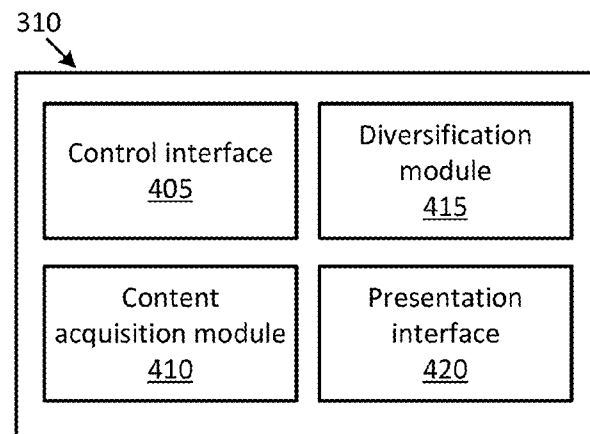 310
Control interface
405
Diversification
module
415
Content
acquisition module
410
Presentation
interface
420